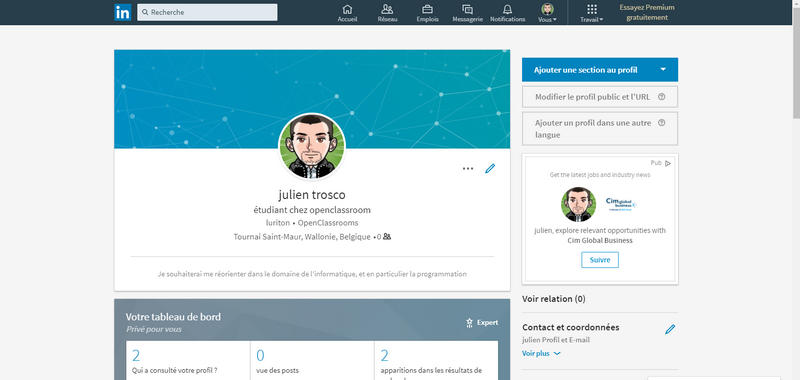 in
Recherche
Accueil
Réseau
Emplois
Messagerie
Notifications
Vous
Travail
Essayez Premium
gratuitement
Ajouter une section au profil
Modifier le profil public et l'URL
Ajouter un profil dans une autre
langue
Pub
Get the latest jobs and industry news
Cim global
business
julien, explore relevant opportunities with
Cim Global Business
Suivre
Voir relation (0)
Contact et coordonnées
julien Profil et E-mail
Voir plus
julien trosco
étudiant chez openclassroom
luriton • OpenClassrooms
Tournai Saint-Maur, Wallonie, Belgique • 0
Je souhaiterai me réorienter dans le domaine de l'informatique, et en particulier la programmation
Votre tableau de bord
Privé pour vous
Expert
2
Qui a consulté votre profil ?
0
vue des posts
2
apparitions dans les résultats de